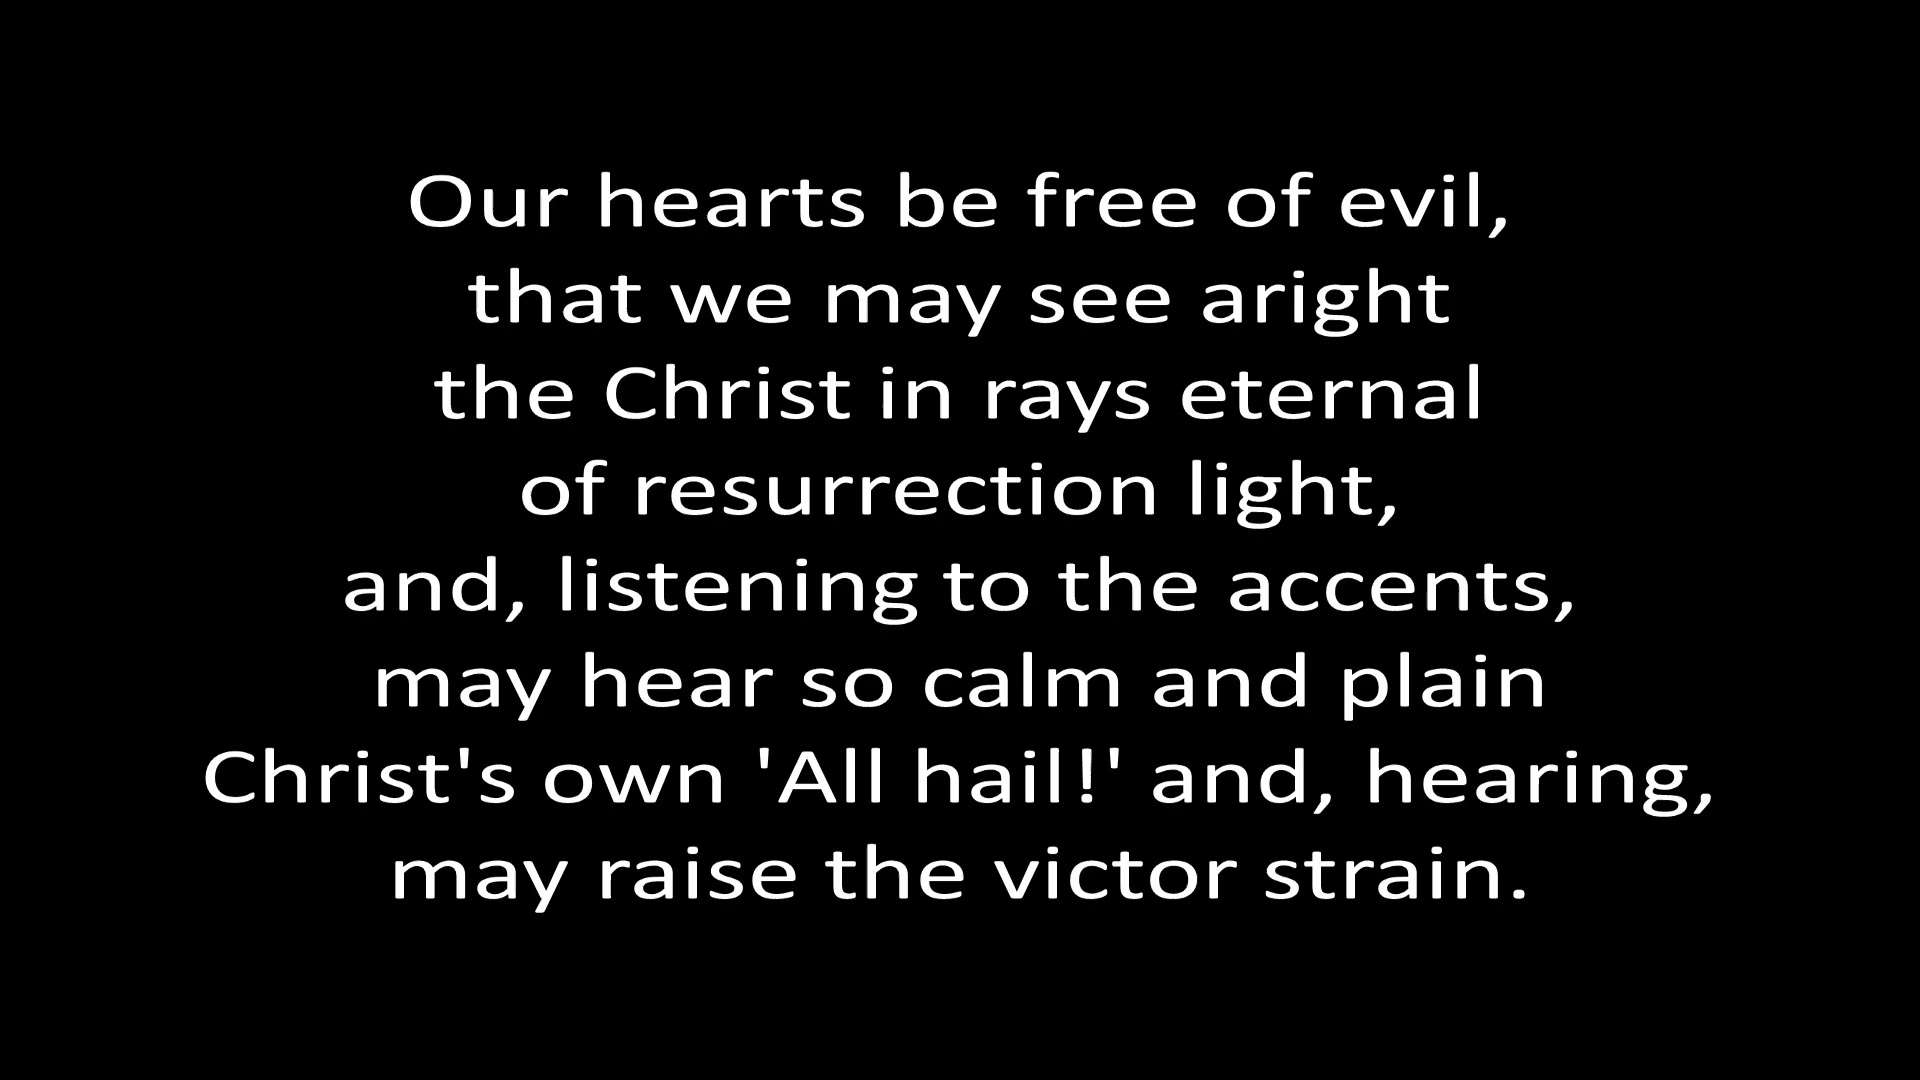 Our hearts be free of evil,
that we may see aright
the Christ in rays eternal
of resurrection light,
and, listening to the accents,
may hear so calm and plain
Christ's own 'All hail!' and, hearing,
may raise the victor strain.